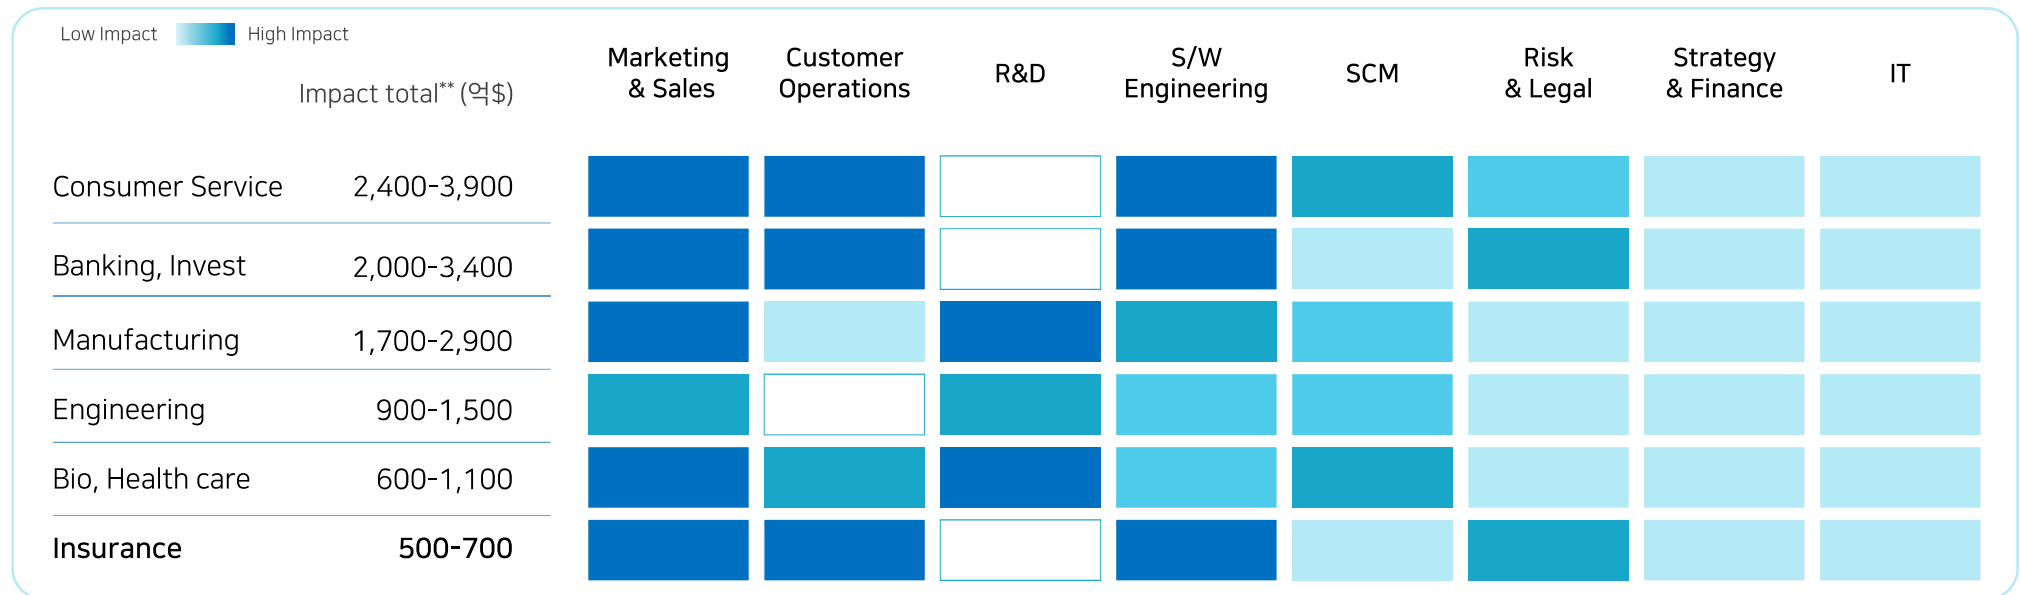 Low Impact High Impact
Marketing
& Sales
Customer
Operations
R&D
S/W
Engineering
SCM
Risk
& Legal
Strategy
& Finance
IT
Impact total** (억$)
Consumer Service 2,400-3,900
Banking, Invest 2,000-3,400
Manufacturing 1,700-2,900
Engineering 900-1,500
Bio, Health care 600-1,100
Insurance 500-700